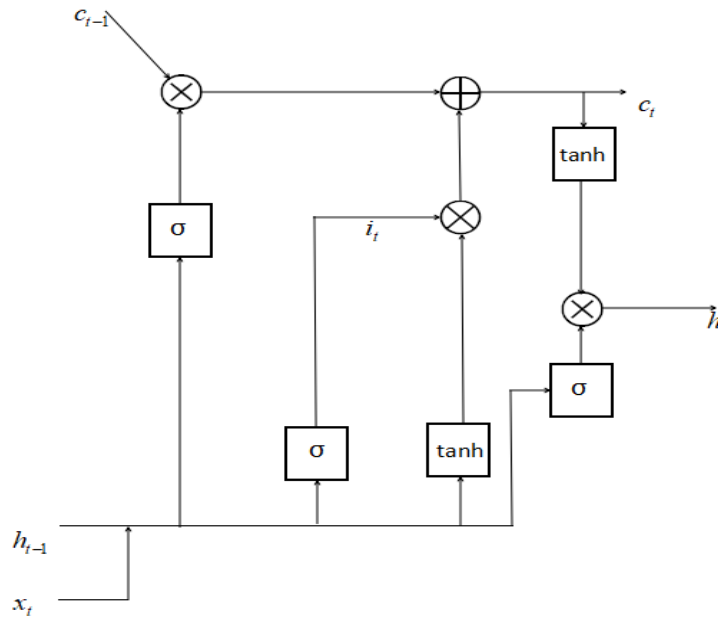 c_{t-1}
c_t
tanh
σ
i_t
h
σ
σ
tanh
h_{t-1}
x_t